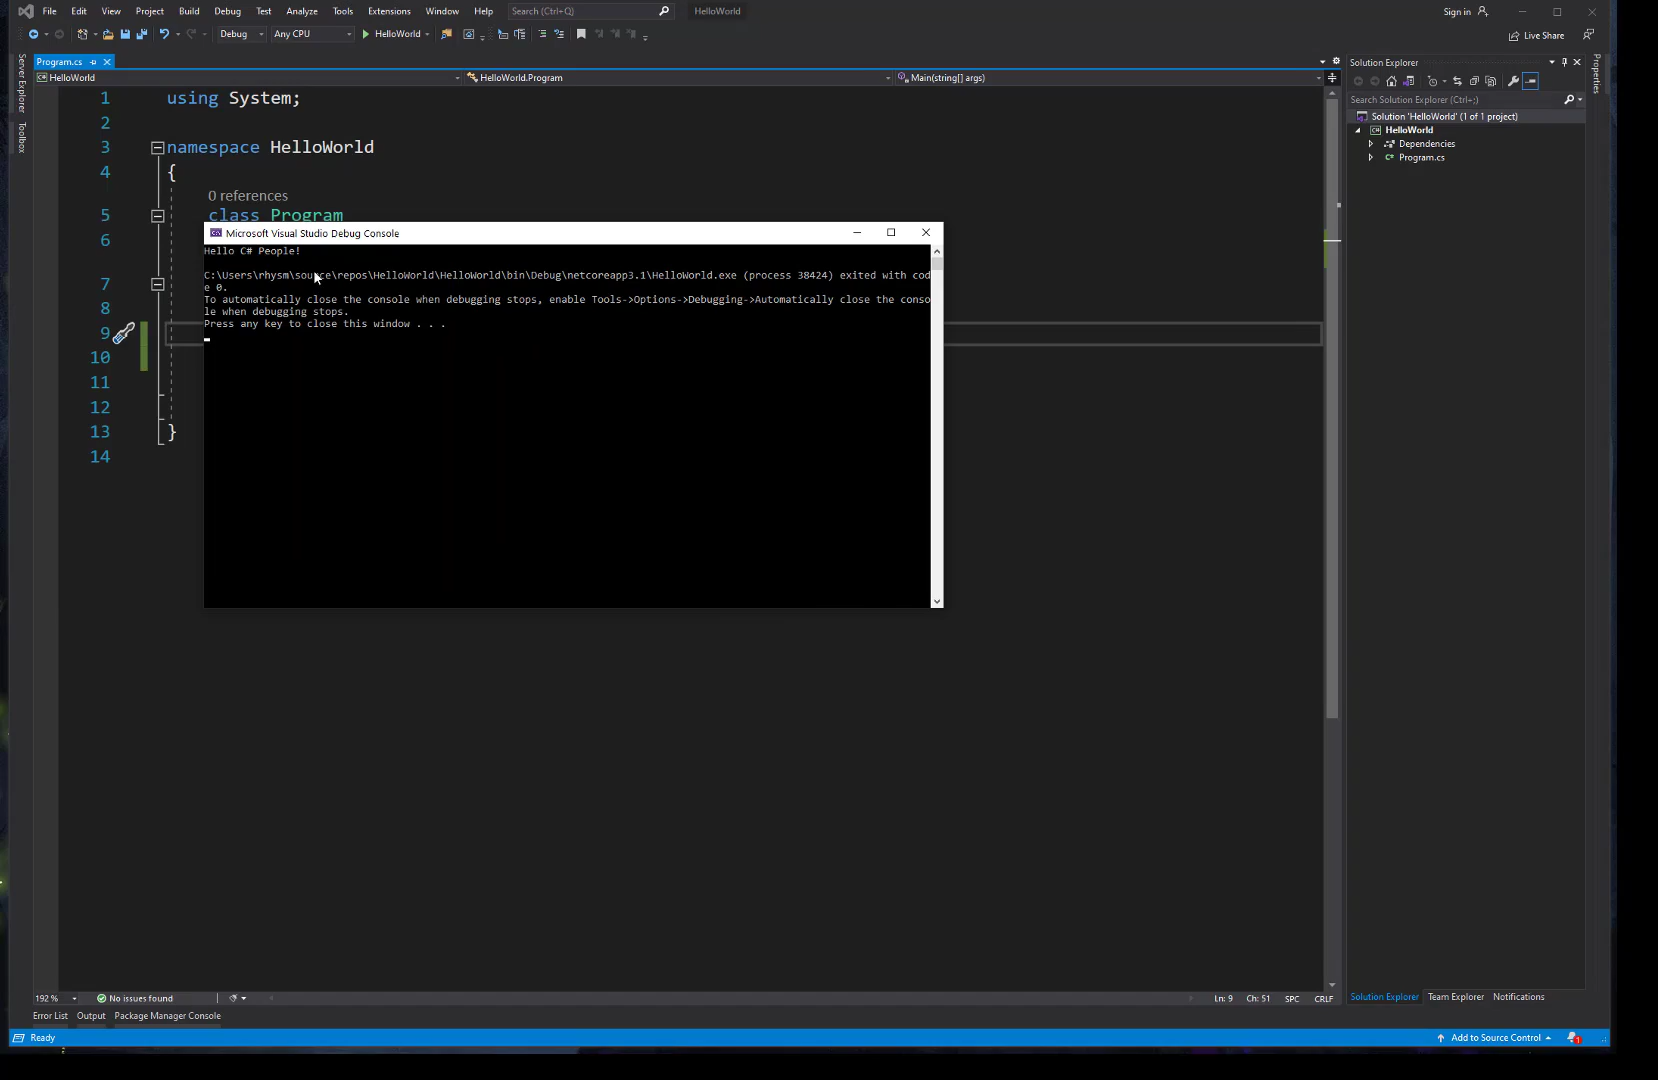 File Edit View Project Build Debug Test Analyze Tools Extensions Window Help Search (Ctrl+Q) HelloWorld Sign in
Debug Any CPU HelloWorld Live Share
Program.cs
HelloWorld HelloWorld.Program Main(string[] args)
Server Explorer
Toolbox
1 using System;
2
3 namespace HelloWorld
4 {
0 references
5 class Program
6
7
8
9
10
11
12
13 }
14
Microsoft Visual Studio Debug Console
Hello C# People!
C:\Users\rhysm\source\repos\HelloWorld\HelloWorld\bin\Debug\netcoreapp3.1\HelloWorld.exe (process 38424) exited with cod
e 0.
To automatically close the console when debugging stops, enable Tools->Options->Debugging->Automatically close the conso
le when debugging stops.
Press any key to close this window . . .
Solution Explorer
Search Solution Explorer (Ctrl+;)
Solution 'HelloWorld' (1 of 1 project)
HelloWorld
Dependencies
C# Program.cs
Properties
192 % No issues found Ln: 9 Ch: 51 SPC CRLF
Solution Explorer Team Explorer Notifications
Error List Output Package Manager Console
Ready Add to Source Control 1